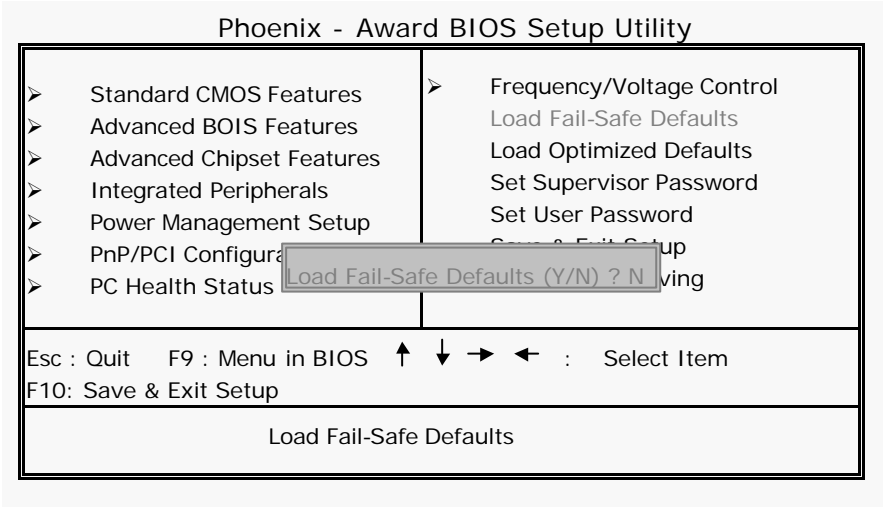 Phoenix - Award BIOS Setup Utility
➢ Standard CMOS Features
➢ Advanced BOIS Features
➢ Advanced Chipset Features
➢ Integrated Peripherals
➢ Power Management Setup
➢ PnP/PCI
➢ PC Health Status
➢ Frequency/Voltage Control
Load Fail-Safe Defaults
Load Optimized Defaults
Set Supervisor Password
Set User Password
Load Fail-Safe Defaults (Y/N) ? N
Esc : Quit F9 : Menu in BIOS ↑ ↓ → ← : Select Item
F10: Save & Exit Setup
Load Fail-Safe Defaults